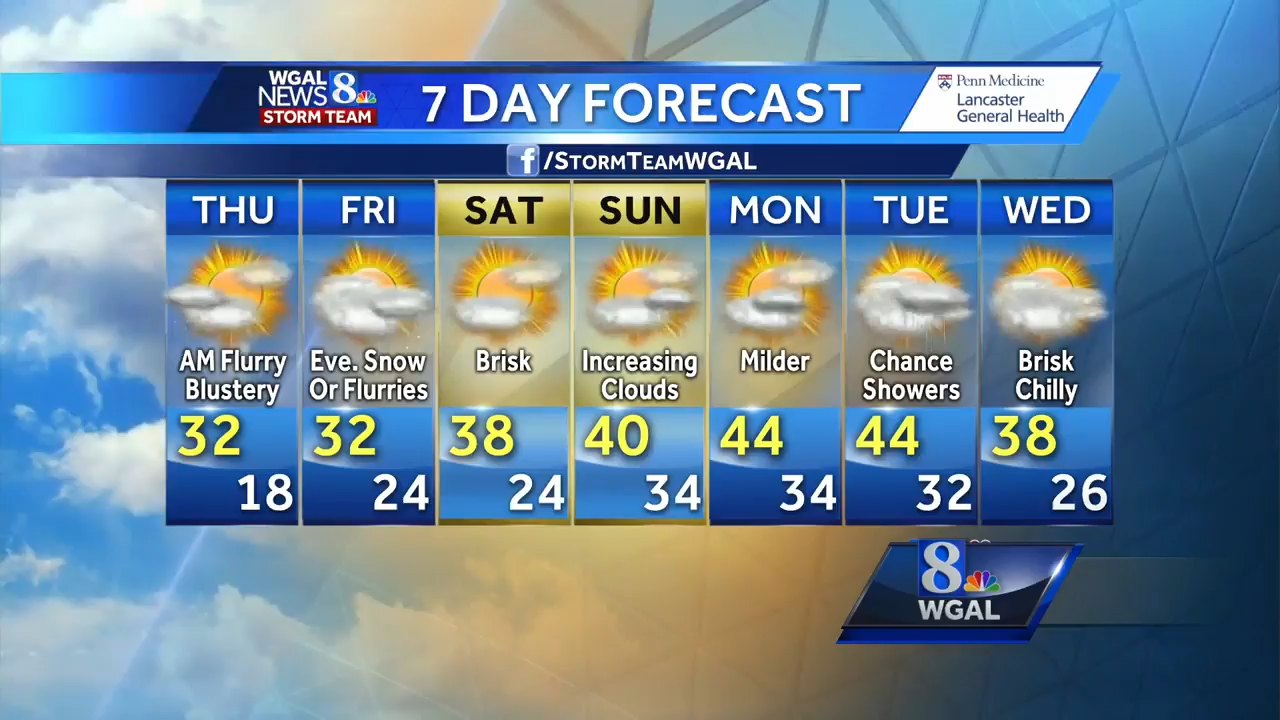 WGAL
NEWS 8
STORM TEAM
7 DAY FORECAST
Penn Medicine
Lancaster
General Health
f /STORMTEAMWGAL
THU FRI SAT SUN MON TUE WED
AM Flurry Eve. Snow Brisk Increasing Milder Chance Brisk
Blustery Or Flurries Clouds Showers Chilly
32 32 38 40 44 44 38
18 24 24 34 34 32 26
8
WGAL